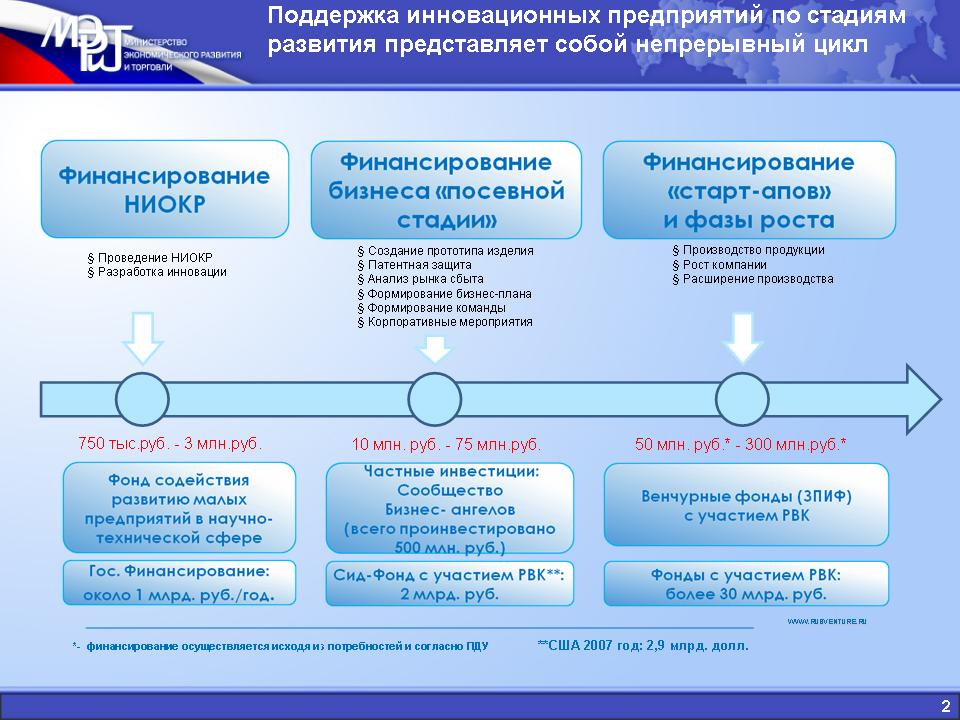 Поддержка инновационных предприятий по стадиям
развития представляет собой непрерывный цикл
МЭРиТ
МИНИСТЕРСТВО
ЭКОНОМИЧЕСКОГО РАЗВИТИЯ
И ТОРГОВЛИ
Финансирование
НИОКР
§ Проведение НИОКР
§ Разработка инновации
Финансирование
бизнеса «посевной
стадии»
§ Создание прототипа изделия
§ Патентная защита
§ Анализ рынка сбыта
§ Формирование бизнес-плана
§ Формирование команды
§ Корпоративные мероприятия
Финансирование
«старт-апов»
и фазы роста
§ Производство продукции
§ Рост компании
§ Расширение производства
750 тыс.руб. - 3 млн.руб.
10 млн. руб. - 75 млн.руб.
50 млн. руб.* - 300 млн.руб.*
Фонд содействия
развитию малых
предприятий в научно-
технической сфере
Гос. Финансирование:
около 1 млрд. руб./год.
Частные инвестиции:
Сообщество
Бизнес- ангелов
(всего проинвестировано
500 млн. руб.)
Сид-Фонд с участием РВК**:
2 млрд. руб.
Венчурные фонды (ЗПИФ)
с участием РВК
Фонды с участием РВК:
более 30 млрд. руб.
WWW.RUSVENTURE.RU
*- финансирование осуществляется исходя из потребностей и согласно ПДУ
**США 2007 год: 2,9 млрд. долл.
2